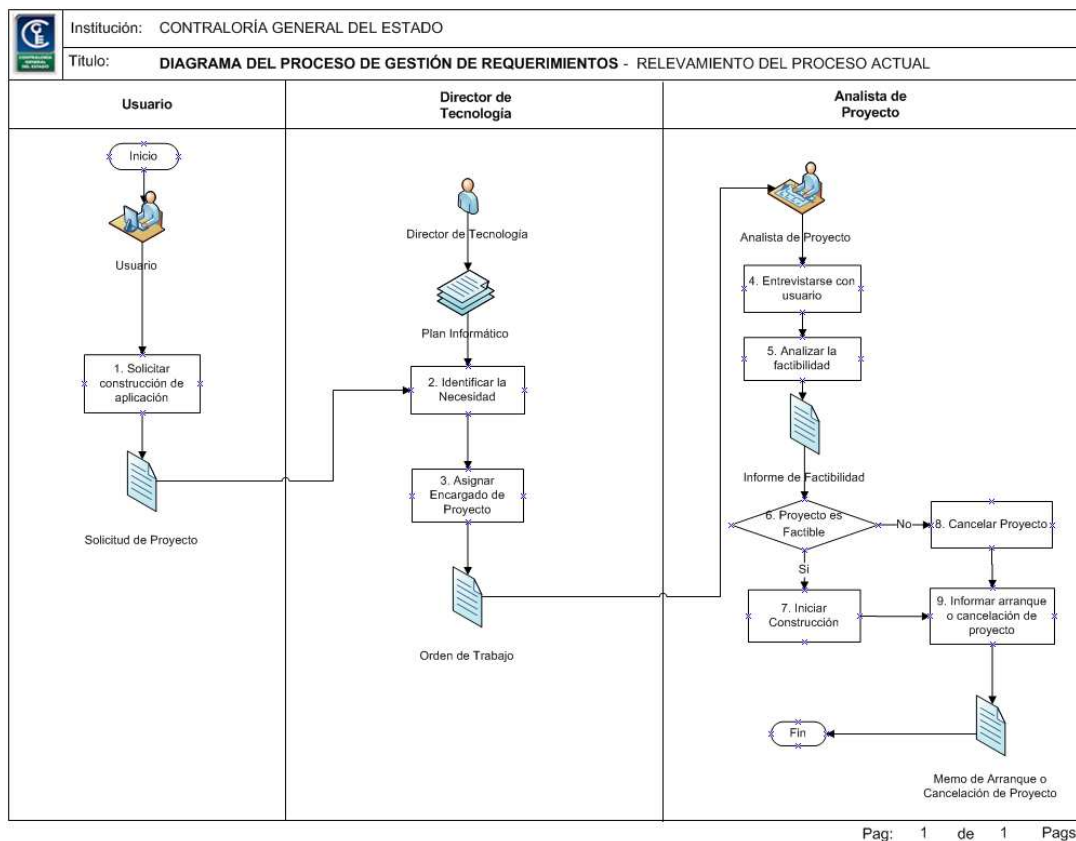 CONTRALORÍA
GENERAL
DEL ESTADO
Institución: CONTRALORÍA GENERAL DEL ESTADO
Título: DIAGRAMA DEL PROCESO DE GESTIÓN DE REQUERIMIENTOS - RELEVAMIENTO DEL PROCESO ACTUAL
Usuario
Director de
Tecnología
Analista de
Proyecto
Inicio
Usuario
1. Solicitar
construcción de
aplicación
Solicitud de Proyecto
Director de Tecnología
Plan Informático
2. Identificar la
Necesidad
3. Asignar
Encargado de
Proyecto
Orden de Trabajo
Analista de Proyecto
4. Entrevistarse con
usuario
5. Analizar la
factibilidad
Informe de Factibilidad
6. Proyecto es
Factible
No
8. Cancelar Proyecto
Si
7. Iniciar
Construcción
9. Informar arranque
o cancelación de
proyecto
Fin
Memo de Arranque o
Cancelación de Proyecto
Pag: 1 de 1 Pags